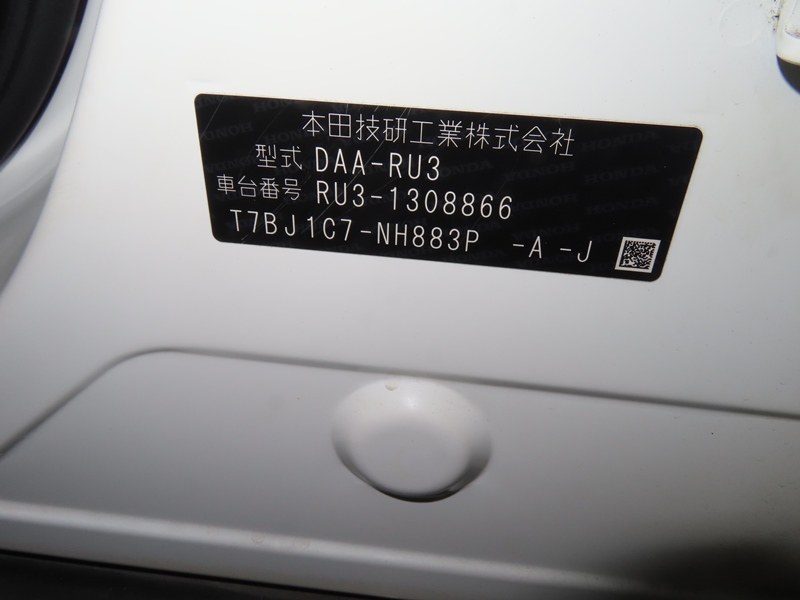 本田技研工業株式会社
型式 DAA-RU3
車台番号 RU3-1308866
T7BJ1C7-NH883P -A -J